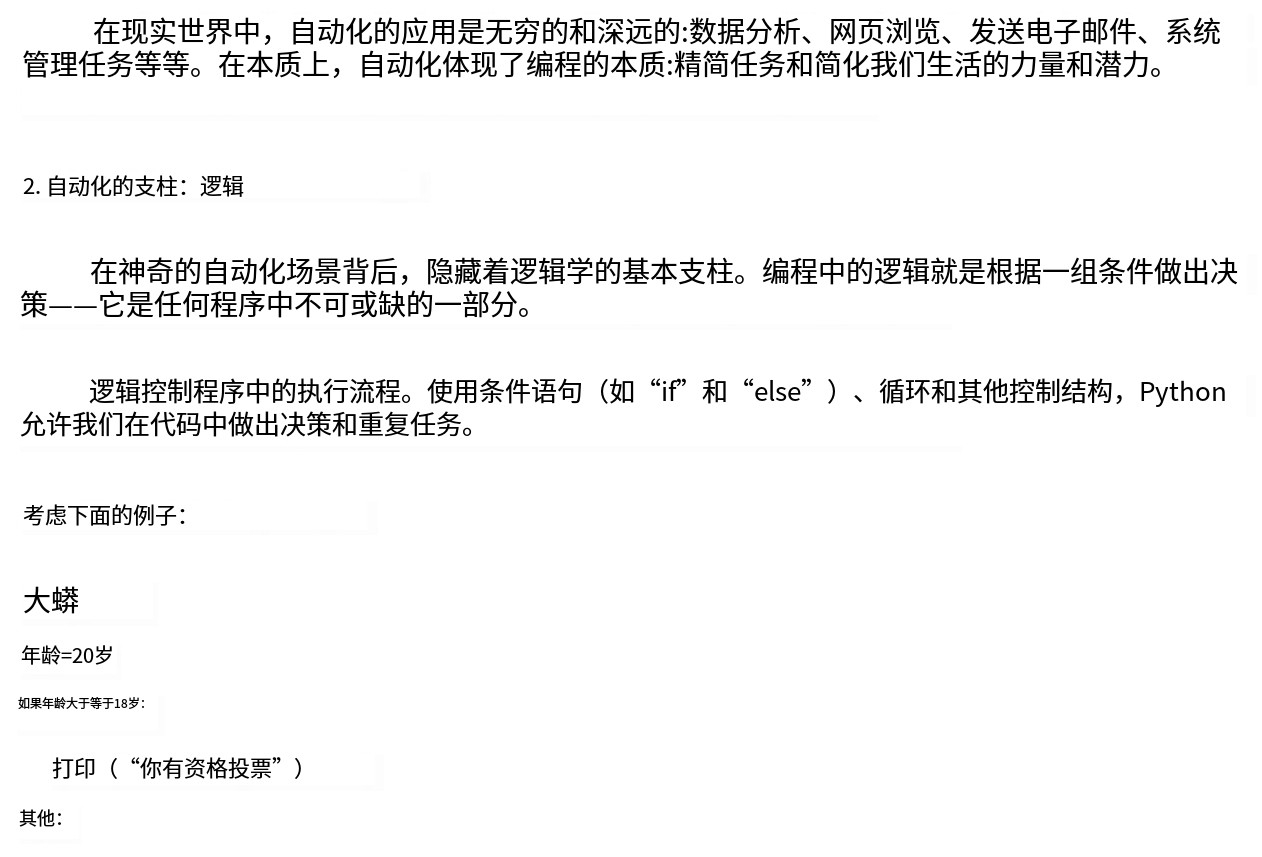 在现实世界中，自动化的应用是无穷的和深远的:数据分析、网页浏览、发送电子邮件、系统
管理任务等等。在本质上，自动化体现了编程的本质:精简任务和简化我们生活的力量和潜力。
2. 自动化的支柱：逻辑
在神奇的自动化场景背后，隐藏着逻辑学的基本支柱。编程中的逻辑就是根据一组条件做出决
策——它是任何程序中不可或缺的一部分。
逻辑控制程序中的执行流程。使用条件语句（如“if”和“else”）、循环和其他控制结构，Python
允许我们在代码中做出决策和重复任务。
考虑下面的例子：
大蟒
年龄=20岁
如果年龄大于等于18岁：
打印（“你有资格投票”）
其他：